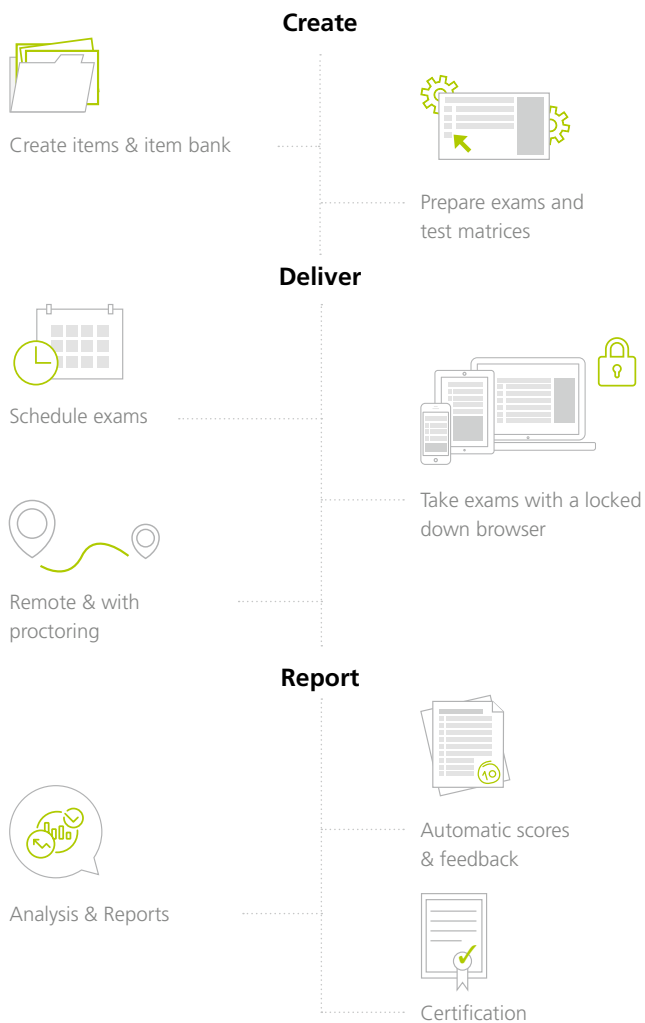 Create
Create items & item bank
Prepare exams and
test matrices
Deliver
Schedule exams
Take exams with a locked
down browser
Remote & with
proctoring
Report
10
Automatic scores
& feedback
Analysis & Reports
Certification